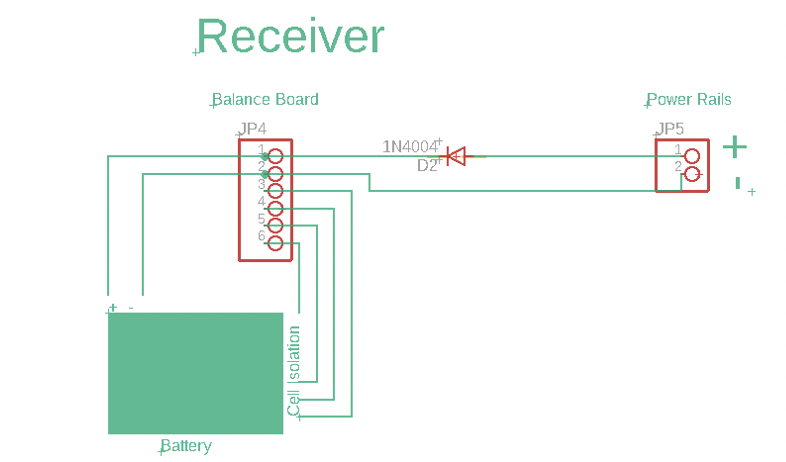 Receiver
Balance Board
Power Rails
JP4
JP5
1N4004
D2
1
2
3
4
5
6
1
2
+
-
+ -
Cell Isolation
Battery